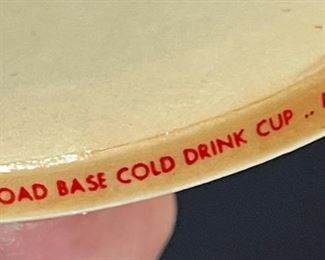 OAD BASE COLD DRINK CUP ..